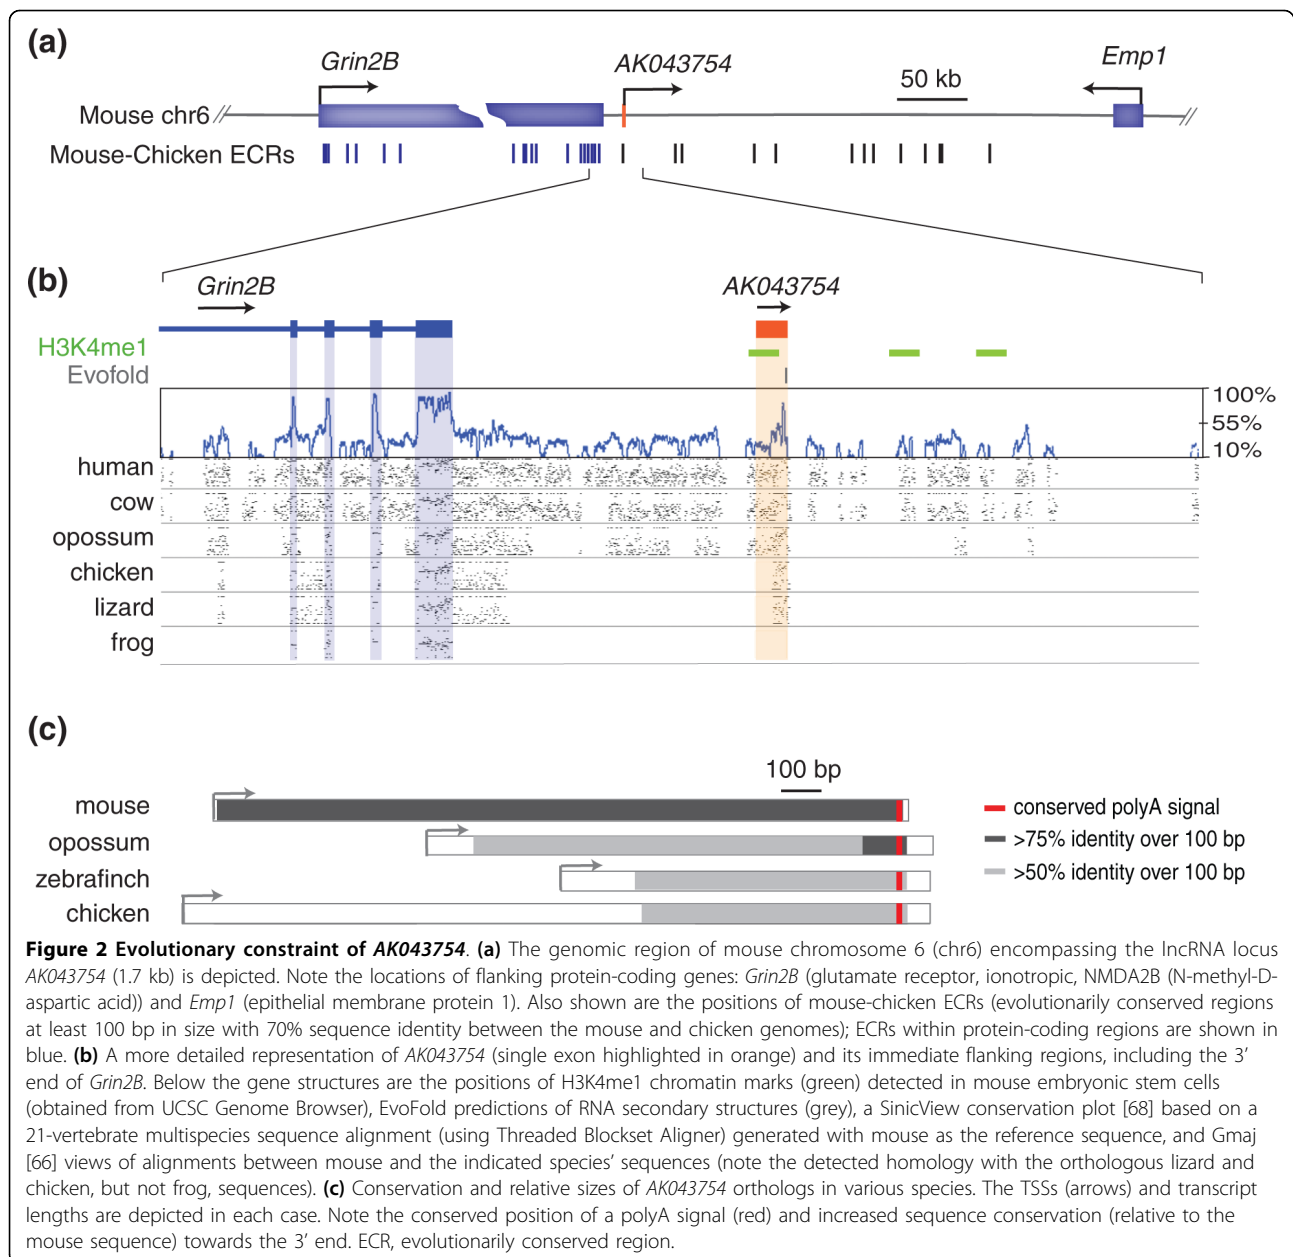 (a)
Grin2B
AK043754
Emp1
50 kb
Mouse chr6
Mouse-Chicken ECRs
(b)
Grin2B
AK043754
H3K4me1
Evofold
100%
55%
10%
human
cow
opossum
chicken
lizard
frog
(c)
100 bp
mouse
opossum
zebrafinch
chicken
conserved polyA signal
>75% identity over 100 bp
>50% identity over 100 bp
Figure 2 Evolutionary constraint of AK043754. (a) The genomic region of mouse chromosome 6 (chr6) encompassing the lncRNA locus
AK043754 (1.7 kb) is depicted. Note the locations of flanking protein-coding genes: Grin2B (glutamate receptor, ionotropic, NMDA2B (N-methyl-D-
aspartic acid)) and Emp1 (epithelial membrane protein 1). Also shown are the positions of mouse-chicken ECRs (evolutionarily conserved regions
at least 100 bp in size with 70% sequence identity between the mouse and chicken genomes); ECRs within protein-coding regions are shown in
blue. (b) A more detailed representation of AK043754 (single exon highlighted in orange) and its immediate flanking regions, including the 3'
end of Grin2B. Below the gene structures are the positions of H3K4me1 chromatin marks (green) detected in mouse embryonic stem cells
(obtained from UCSC Genome Browser), EvoFold predictions of RNA secondary structures (grey), a SinicView conservation plot [68] based on a
21-vertebrate multispecies sequence alignment (using Threaded Blockset Aligner) generated with mouse as the reference sequence, and Gmaj
[66] views of alignments between mouse and the indicated species' sequences (note the detected homology with the orthologous lizard and
chicken, but not frog, sequences). (c) Conservation and relative sizes of AK043754 orthologs in various species. The TSSs (arrows) and transcript
lengths are depicted in each case. Note the conserved position of a polyA signal (red) and increased sequence conservation (relative to the
mouse sequence) towards the 3' end. ECR, evolutionarily conserved region.